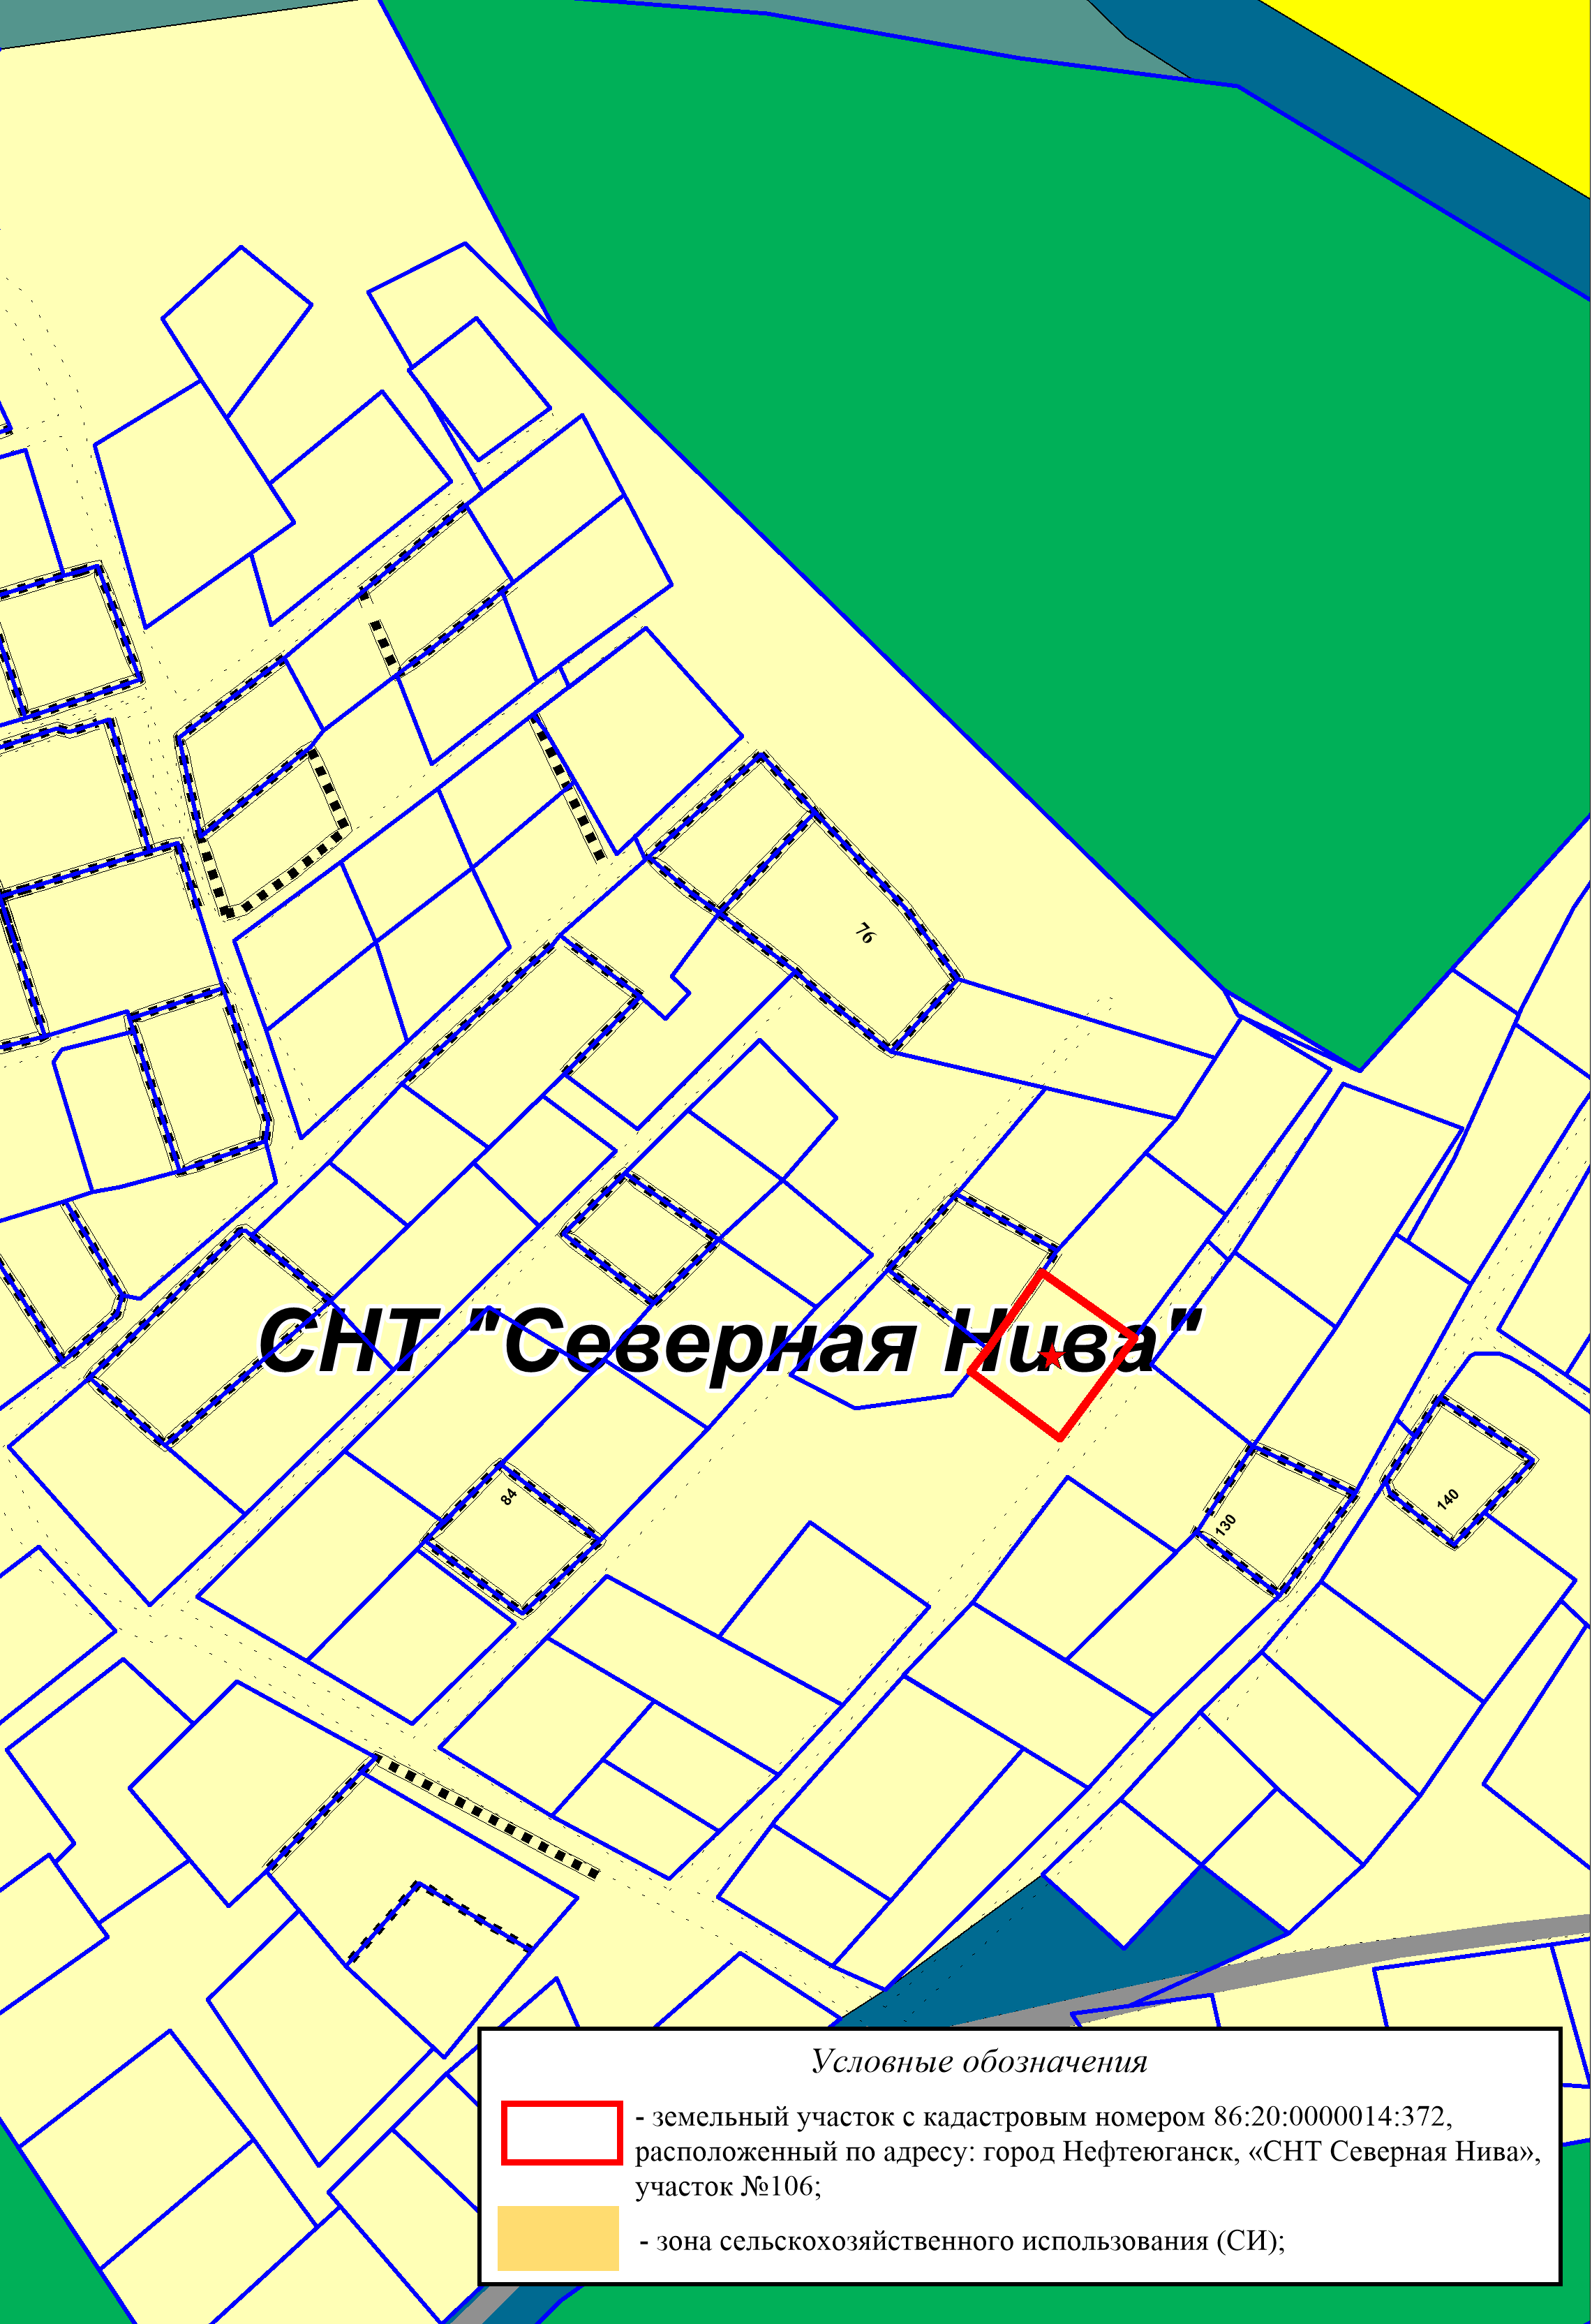 76
СНТ "Северная Нива"
84
130
140
Условные обозначения
- земельный участок с кадастровым номером 86:20:0000014:372,
расположенный по адресу: город Нефтеюганск, «СНТ Северная Нива»,
участок №106;
- зона сельскохозяйственного использования (СИ);